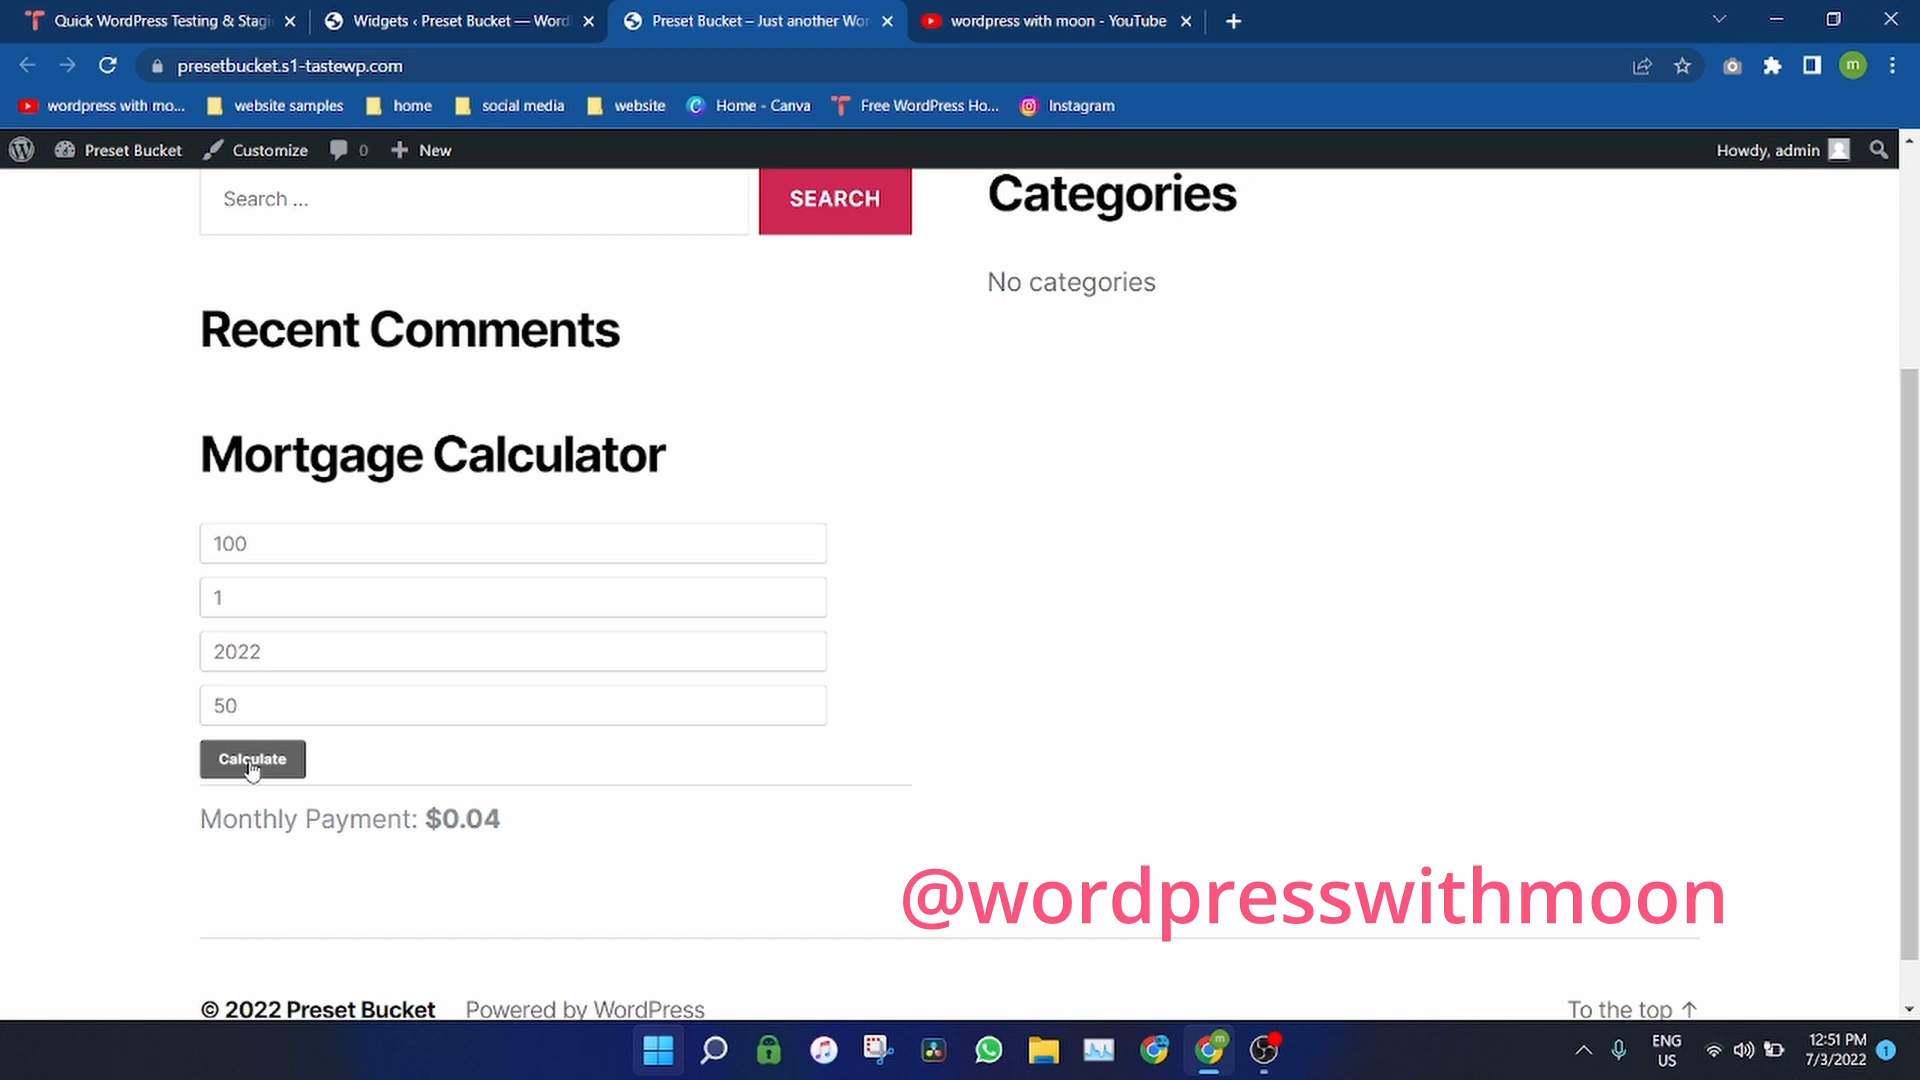 Quick WordPress Testing & Stagi
Widgets ‹ Preset Bucket — Word
Preset Bucket – Just another Wor
wordpress with moon - YouTube
presetbucket.s1-tastewp.com
m
wordpress with mo...
website samples
home
social media
website
Home - Canva
Free WordPress Ho...
Instagram
Preset Bucket
Customize
0
New
Howdy, admin
Search ...
SEARCH
Categories
No categories
Recent Comments
Mortgage Calculator
100
1
2022
50
Calculate
Monthly Payment: $0.04
@wordpresswithmoon
© 2022 Preset Bucket
Powered by WordPress
To the top ↑
ENG
US
12:51 PM
7/3/2022
1